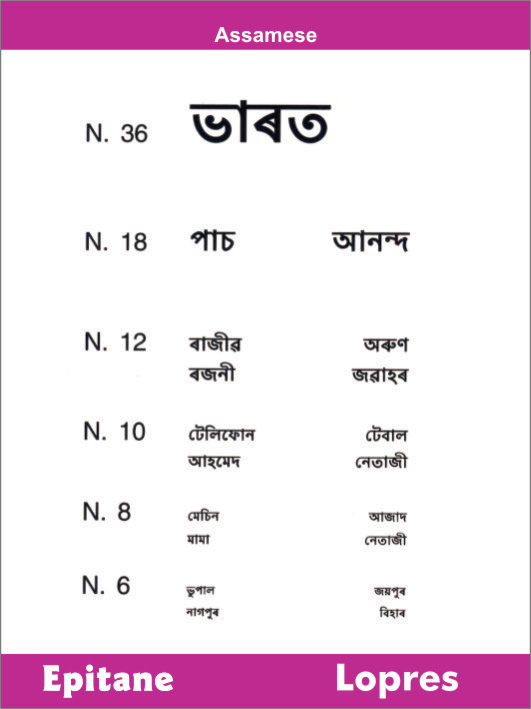 Assamese
N. 36 ভাৰত
N. 18 পাচ আনন্দ
N. 12 ৰাজীৱ অৰুণ
ৰজনী জৱাহৰ
N. 10 টেলিফোন টেবাল
আহমেদ নেতাজী
N. 8 মেচিন আজাদ
মামা নেতাজী
N. 6 ভুপাল জয়পুৰ
নাগপুৰ বিহাৰ
Epitane Lopres